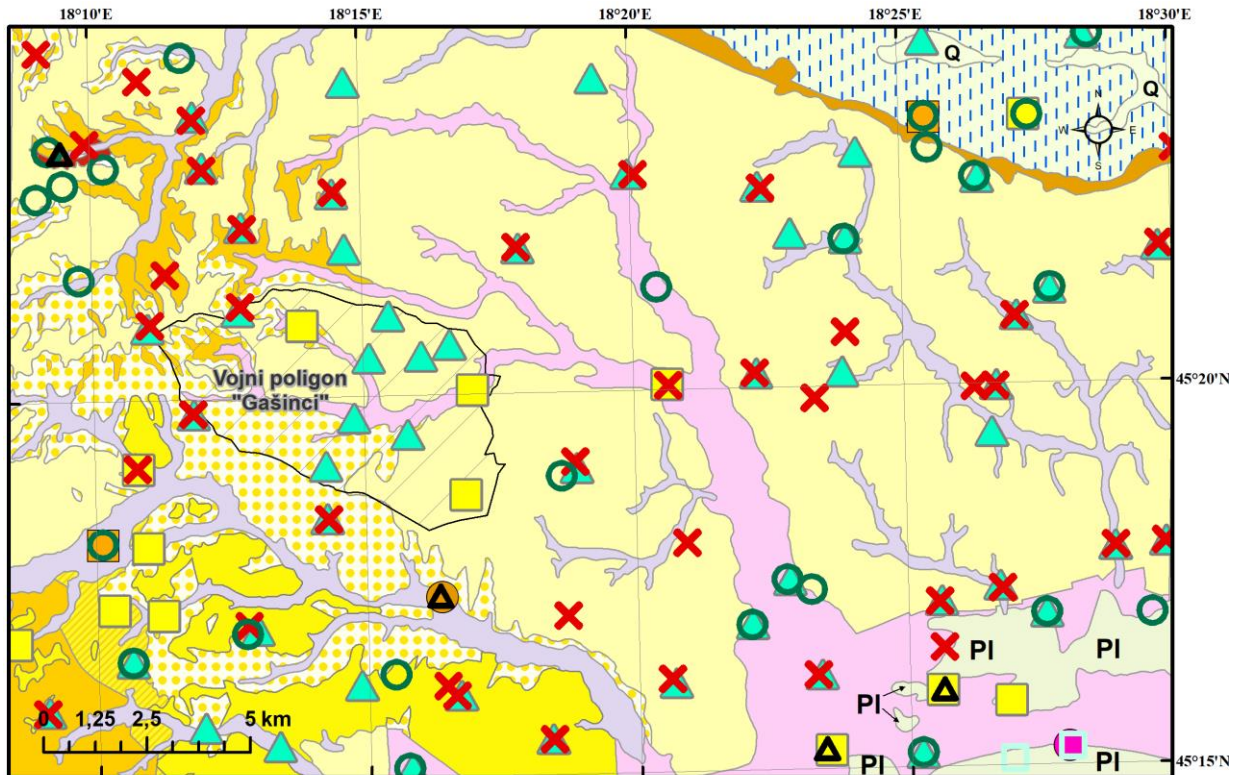 18°10'E 18°15'E 18°20'E 18°25'E 18°30'E
Q
Q
N
W E
S
45°20'N
Vojni poligon
"Gašinci"
Pl Pl
Pl
0 1,25 2,5 5 km
Pl Pl
45°15'N